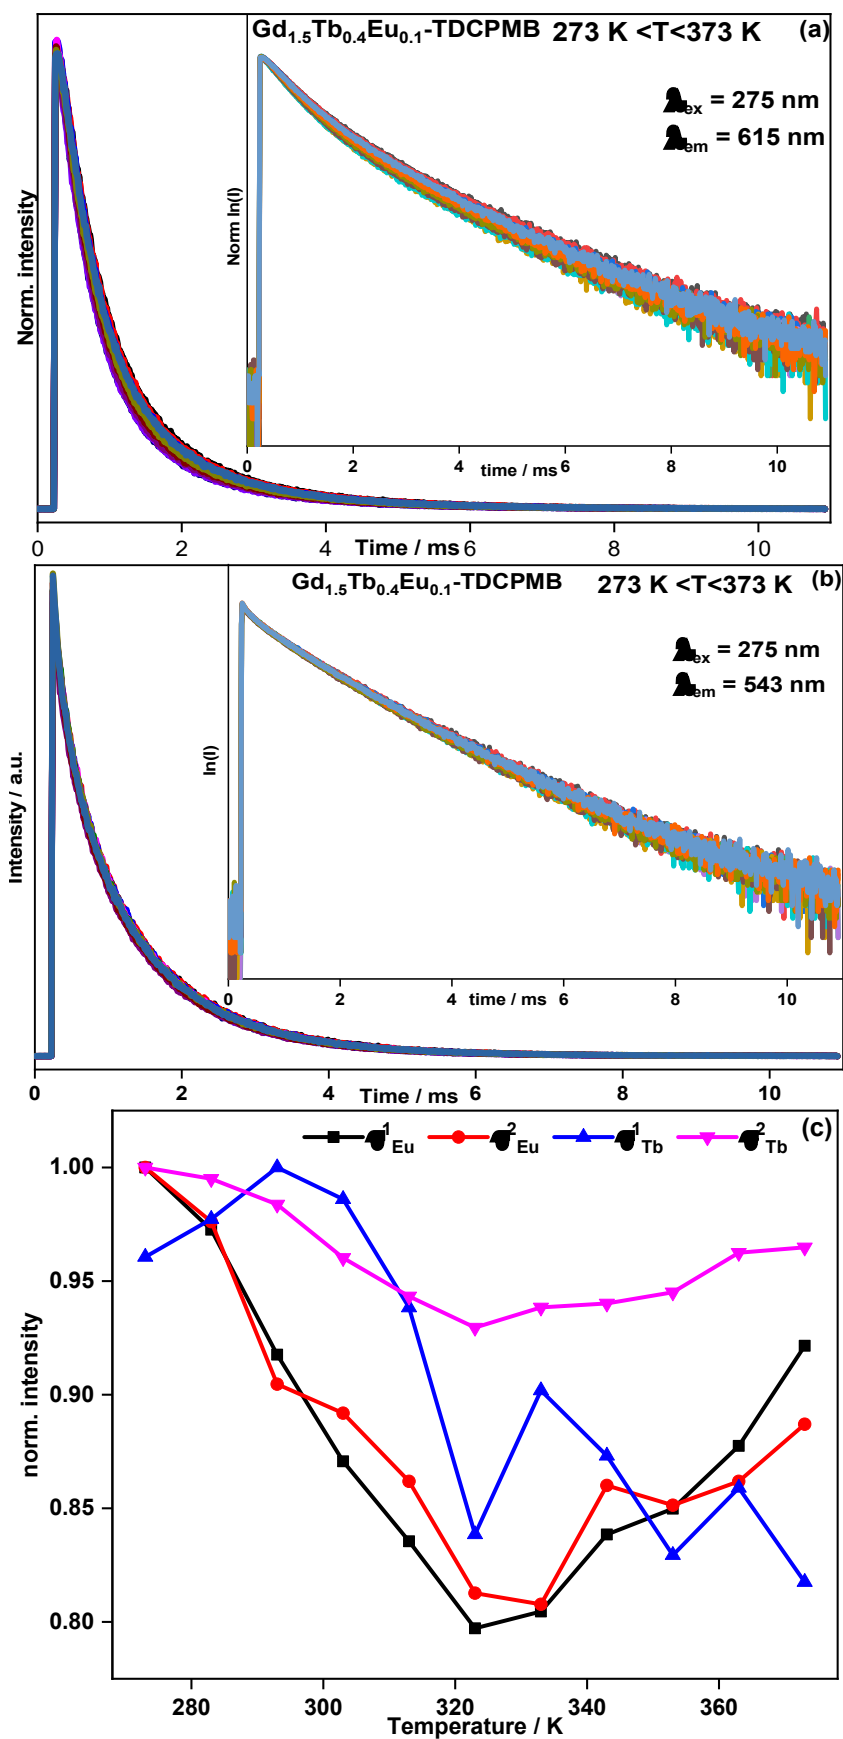 Gd1.5Tb0.4Eu0.1-TDCPMB 273 K <T<373 K (a)
ex = 275 nm
em = 615 nm
Norm. intensity
Norm ln(I)
0 2 4 6 8 10
time / ms
0 2 4 6 8 10
Time / ms
Gd1.5Tb0.4Eu0.1-TDCPMB 273 K <T<373 K (b)
ex = 275 nm
em = 543 nm
Intensity / a.u.
ln(I)
0 2 4 6 8 10
time / ms
0 2 4 6 8 10
Time / ms
1 Eu 2 Eu 1 Tb 2 Tb (c)
1.00
0.95
0.90
0.85
0.80
norm. intensity
280 300 320 340 360
Temperature / K